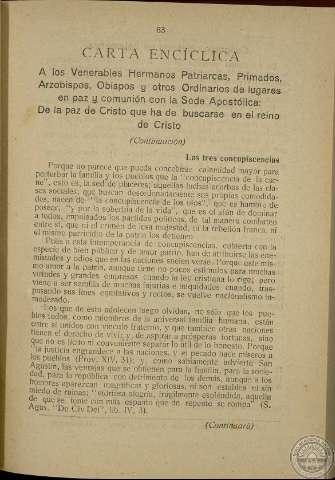 63
CARTA ENCÍCLICA
A los Venerables Hermanos Patriarcas, Primados,
Arzobispos, Obispos y otros Ordinarios de lugares
en paz y comunión con la Sede Apostólica:
De la paz de Cristo que ha de buscarse en el reino
de Cristo
(Continuación)
Las tres concupiscencias
Porque no parece que pueda concebirse calamidad mayor para
perturbar la familia y los pueblos que la "concupiscencia de la car-
ne", esto es, la sed de placeres; aquellas luchas acerbas de las cla-
ses sociales, que buscan desordenadamente sus propias comodida-
des, nacen de "la concupiscencia de los ojos", que es hambre de
poseer, "y por la soberbia de la vida", que es el afán de dominar
a todos, impulsados los partidos políticos, de tal manera combaten
entre sí, que ni el crimen de lesa majestad, ni la rebelión franca, ni
el mismo parricidio de la patria los detienen.
Pues a esta intemperancia de concupiscencias, cubierta con la
especie de bien público y de amor patrio, han de atribuirse las ene-
mistades y odios que en las naciones suelen verse. Porque este mis-
mo amor a la patria, aunque tiene no pocos estímulos para muchas
virtudes y grandes empresas cuando la ley cristiana lo rige; pero
viene a ser semilla de muchas injurias e iniquidades cuando, tras-
pasando sus fines equitativos y rectos, se vuelve nacionalismo in-
moderado.
Los que de esto adolecen luego olvidan, no sólo que los pue-
blos todos, como miembros de la universal familia humana, están
entre sí unidos con vínculo fraterno, y que también otras naciones
tienen el derecho de vivir y de aspirar a prósperas fortunas, sino
que no es lícito ni conveniente separar lo útil de lo honesto. Porque
"la justicia engrandece a las naciones, y el pecado hace míseros a
los pueblos (Prov. XIV, 34); y como sabiamente advierte San
Agustín, las ventajas que se obtienen para la familia, para la socie-
dad, para la república con detrimento de los demás, aunque a los
hombres aparezcan magníficas y gloriosas, ni son estables ni sin
miedo de ruinas: "vidriosa alegría, frágilmente espléndida, aquella
de que se teme con más espanto que de repente se rompa" (S.
Agus. "De Civ Dei", lib. IV, 3).
(Continuará)